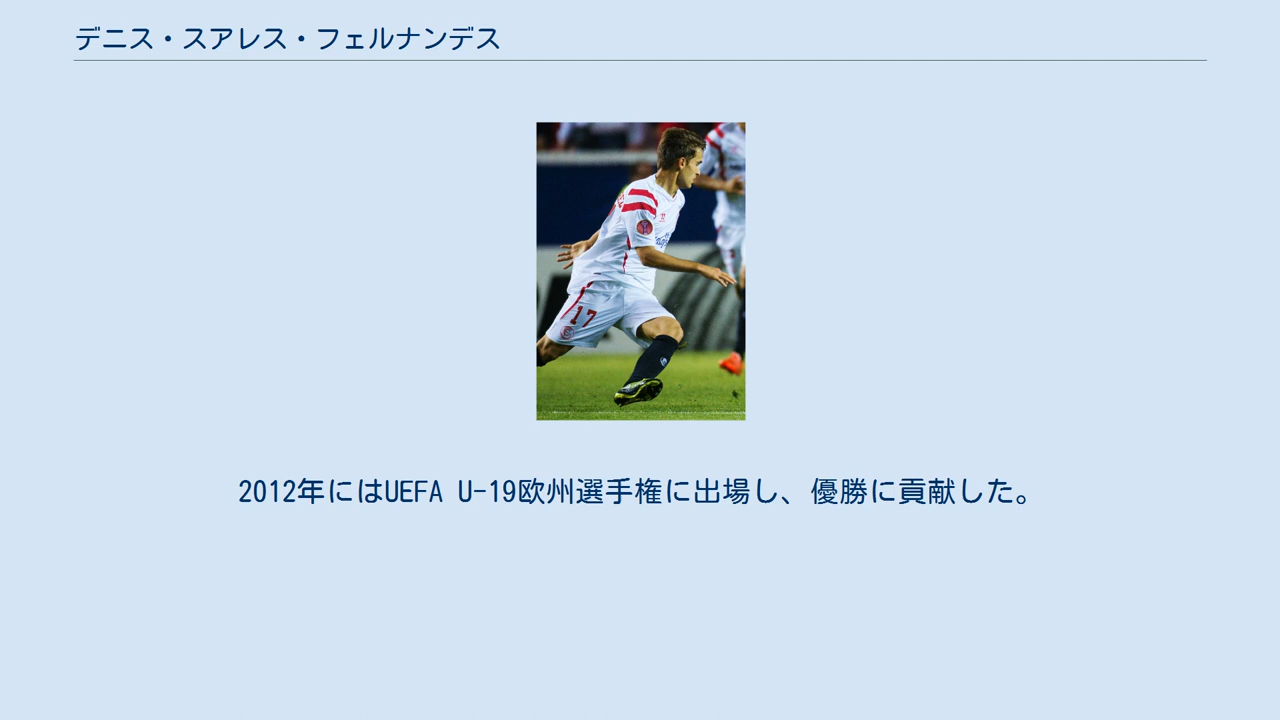 デニス・スアレス・フェルナンデス
17
2012年にはUEFA U-19欧州選手権に出場し、優勝に貢献した。